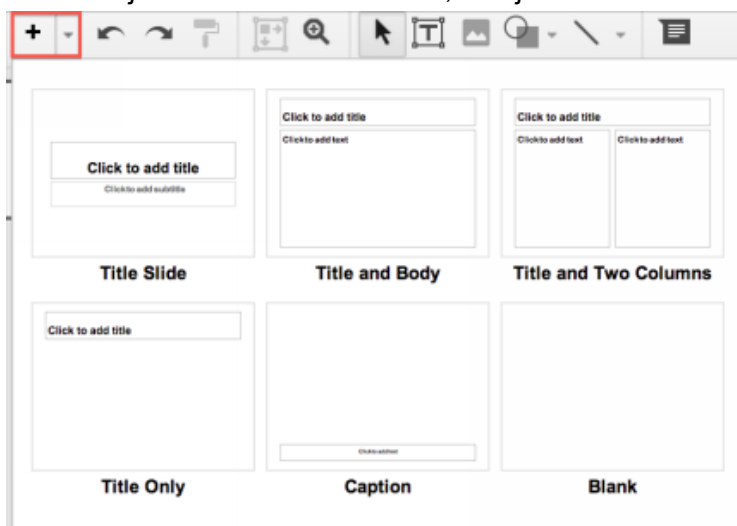 Click to add title
Click to add subtitle
Title Slide
Click to add title
Click to add text
Title and Body
Click to add title
Click to add text
Click to add text
Title and Two Columns
Click to add title
Title Only
Click to add text
Caption
Blank